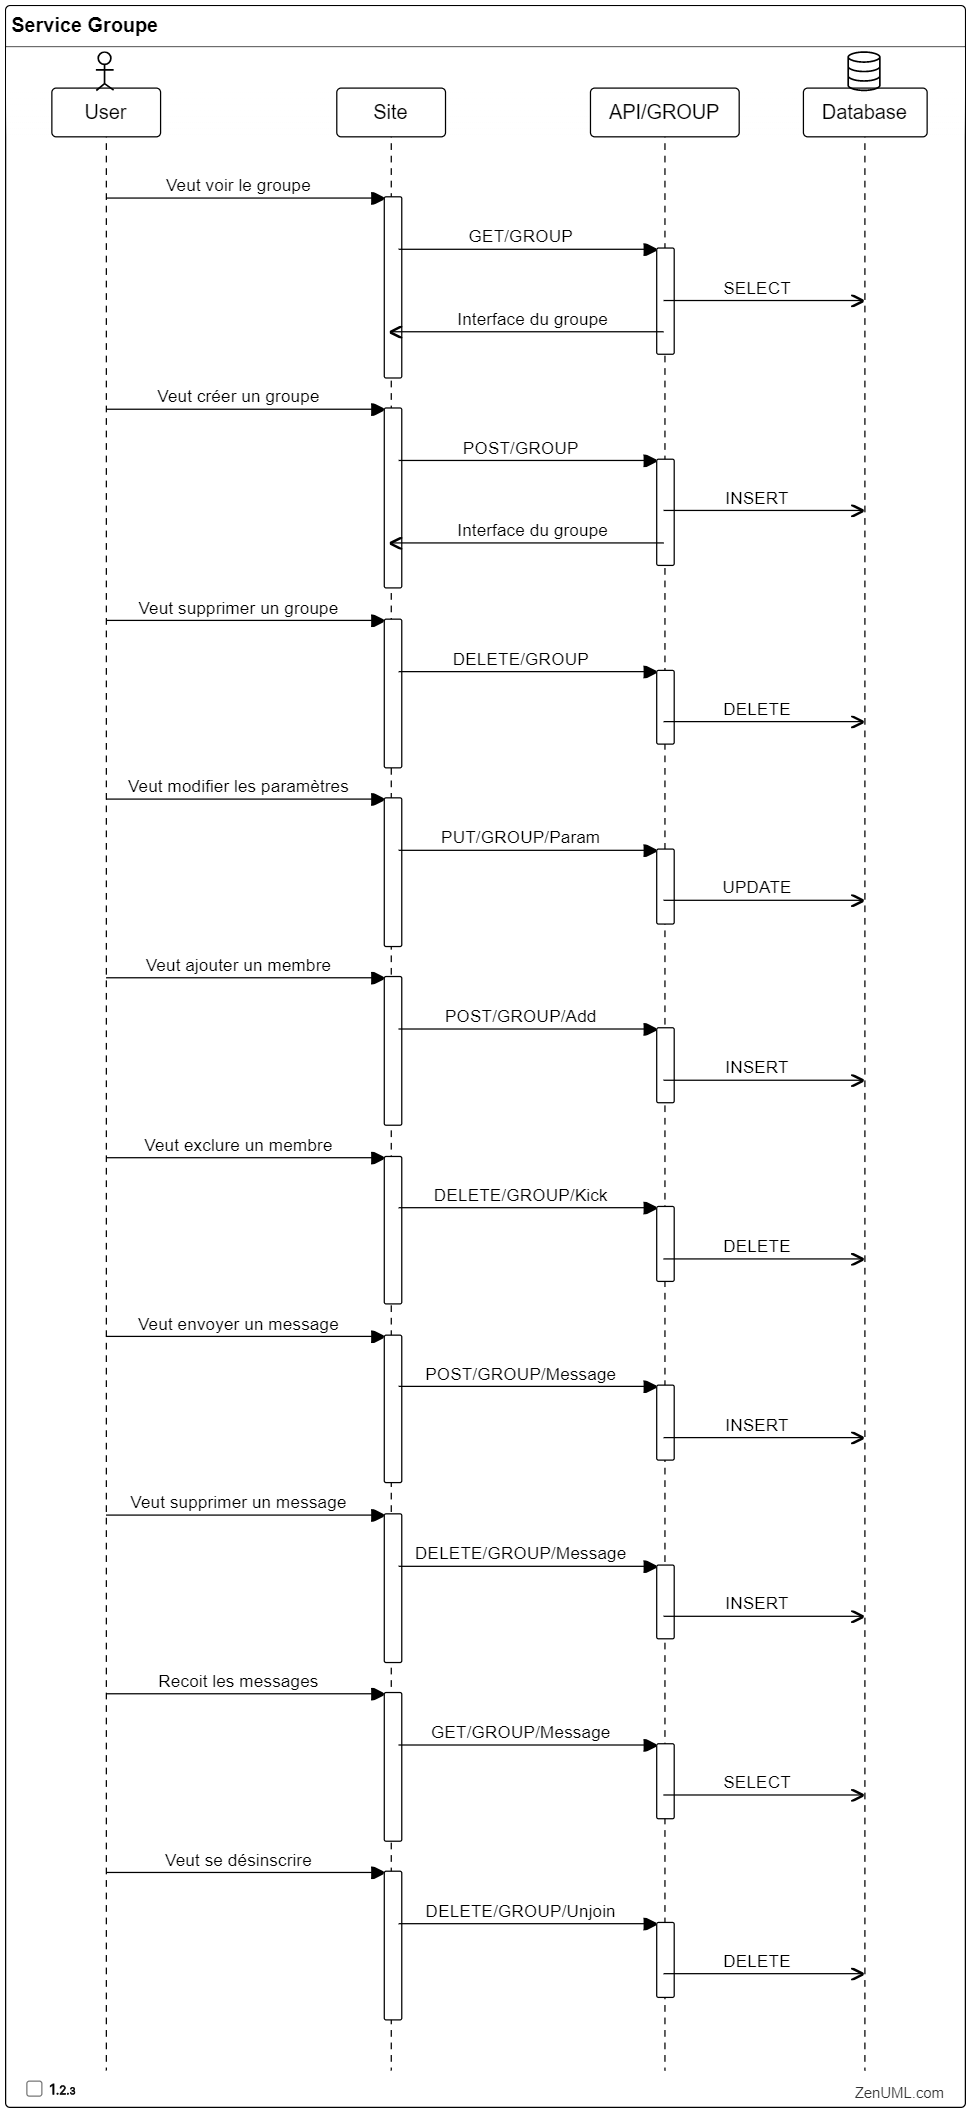 Service Groupe
User
Site
API/GROUP
Database
Veut voir le groupe
GET/GROUP
SELECT
Interface du groupe
Veut créer un groupe
POST/GROUP
INSERT
Interface du groupe
Veut supprimer un groupe
DELETE/GROUP
DELETE
Veut modifier les paramètres
PUT/GROUP/Param
UPDATE
Veut ajouter un membre
POST/GROUP/Add
INSERT
Veut exclure un membre
DELETE/GROUP/Kick
DELETE
Veut envoyer un message
POST/GROUP/Message
INSERT
Veut supprimer un message
DELETE/GROUP/Message
INSERT
Recoit les messages
GET/GROUP/Message
SELECT
Veut se désinscrire
DELETE/GROUP/Unjoin
DELETE
1.2.3
ZenUML.com